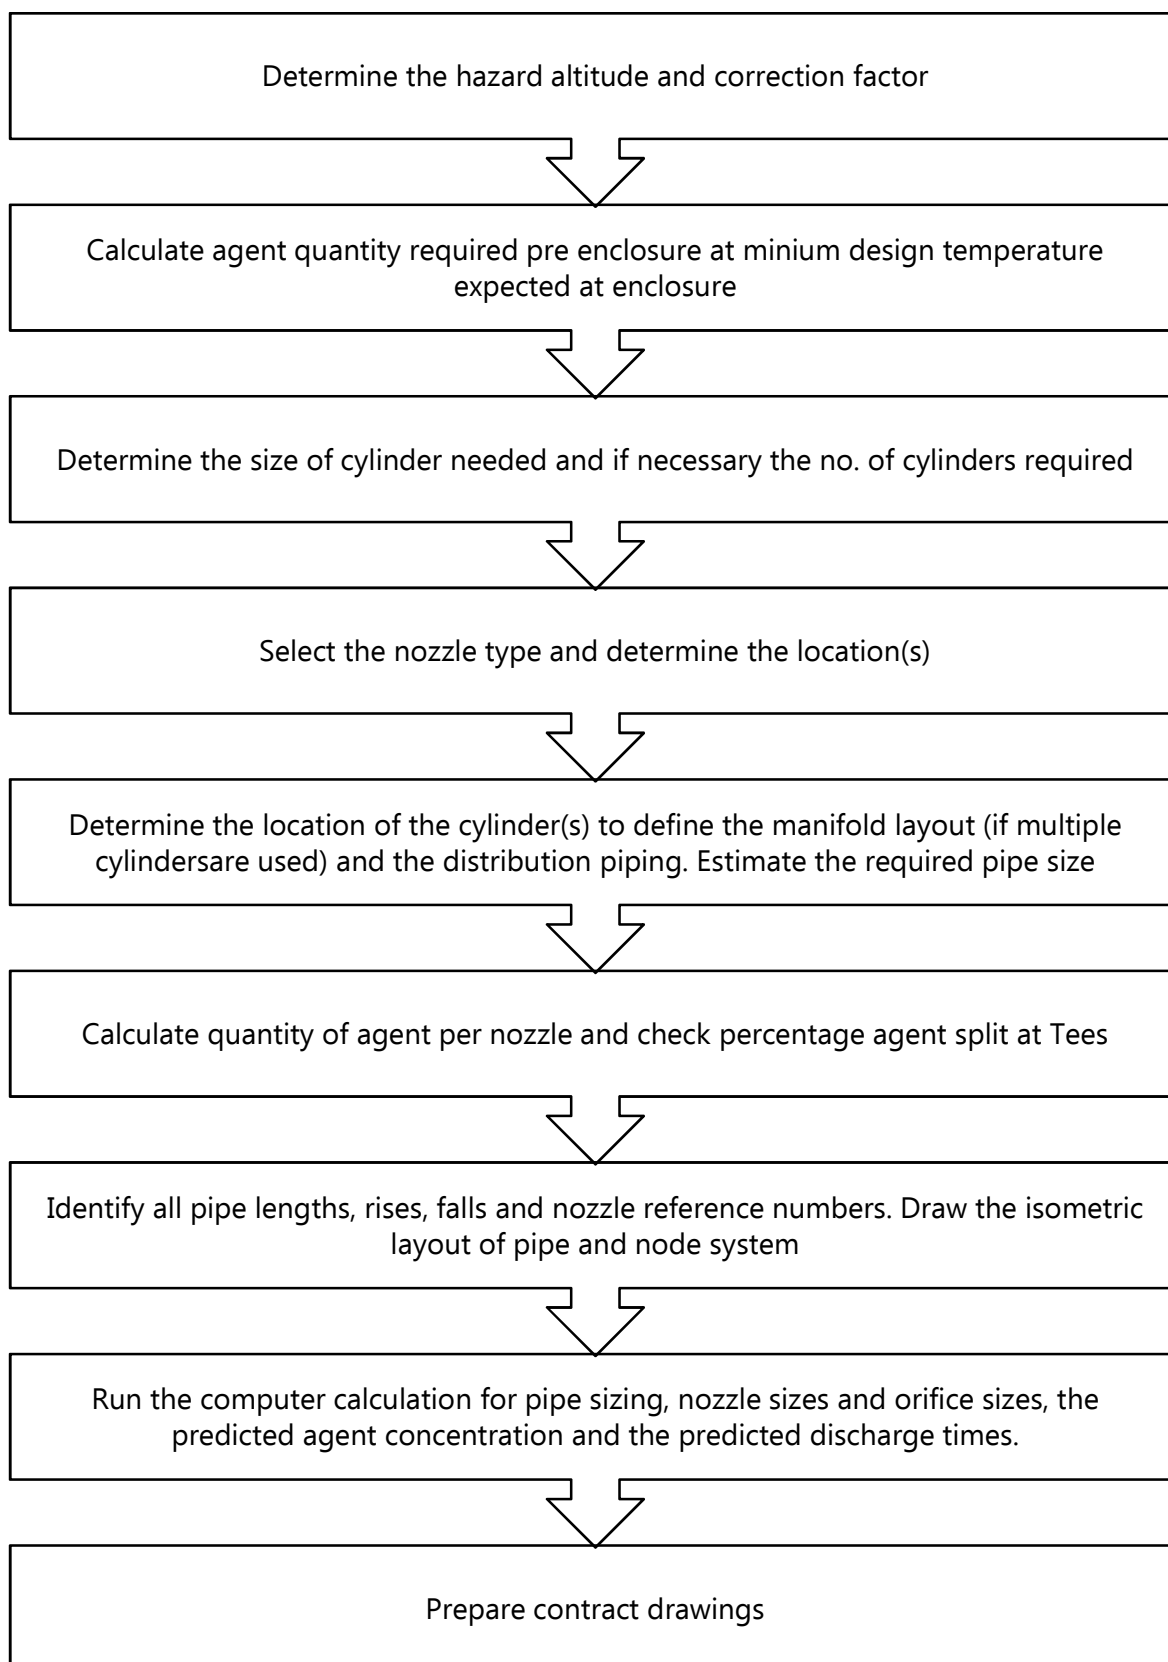 Determine the hazard altitude and correction factor
Calculate agent quantity required pre enclosure at minium design temperature
expected at enclosure
Determine the size of cylinder needed and if necessary the no. of cylinders required
Select the nozzle type and determine the location(s)
Determine the location of the cylinder(s) to define the manifold layout (if multiple
cylindersare used) and the distribution piping. Estimate the required pipe size
Calculate quantity of agent per nozzle and check percentage agent split at Tees
Identify all pipe lengths, rises, falls and nozzle reference numbers. Draw the isometric
layout of pipe and node system
Run the computer calculation for pipe sizing, nozzle sizes and orifice sizes, the
predicted agent concentration and the predicted discharge times.
Prepare contract drawings